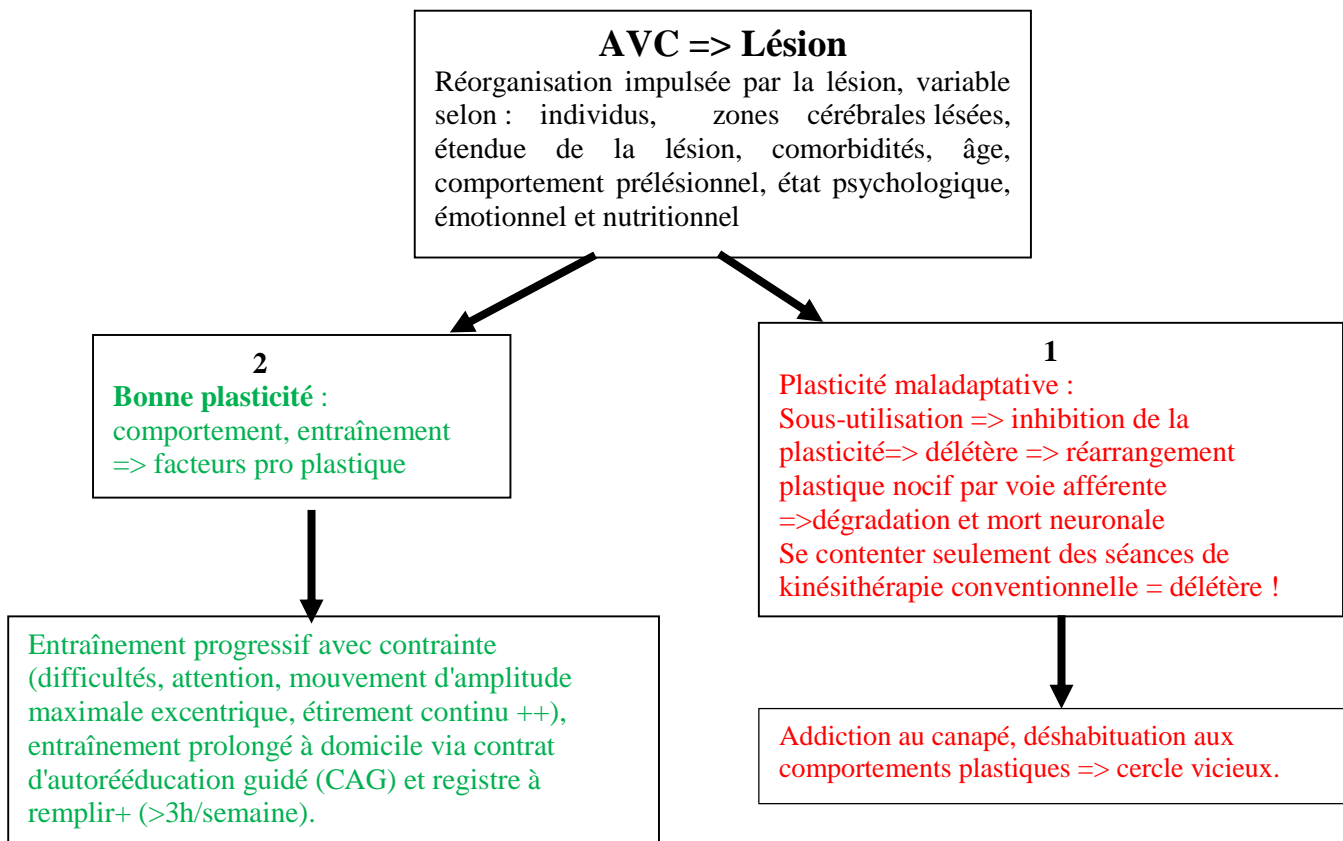 AVC => Lésion
Réorganisation impulsée par la lésion, variable
selon : individus, zones cérébrales lésées,
étendue de la lésion, comorbidités, âge,
comportement prélésionnel, état psychologique,
émotionnel et nutritionnel
2
Bonne plasticité :
comportement, entraînement
=> facteurs pro plastique
1
Plasticité maladaptative :
Sous-utilisation => inhibition de la
plasticité=> délétère => réarrangement
plastique nocif par voie afférente
=>dégradation et mort neuronale
Se contenter seulement des séances de
kinésithérapie conventionnelle = délétère !
Entraînement progressif avec contrainte
(difficultés, attention, mouvement d'amplitude
maximale excentrique, étirement continu ++),
entraînement prolongé à domicile via contrat
d'autorééducation guidé (CAG) et registre à
remplir+ (>3h/semaine).
Addiction au canapé, déshabituation aux
comportements plastiques => cercle vicieux.